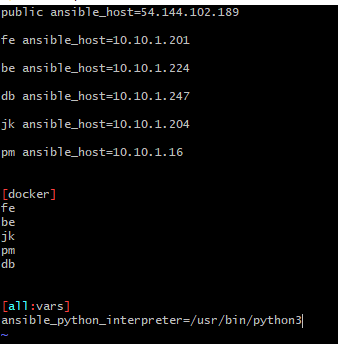 public ansible_host=54.144.102.189
fe ansible_host=10.10.1.201
be ansible_host=10.10.1.224
db ansible_host=10.10.1.247
jk ansible_host=10.10.1.204
pm ansible_host=10.10.1.16
[docker]
fe
be
jk
pm
db
[all:vars]
ansible_python_interpreter=/usr/bin/python3
~